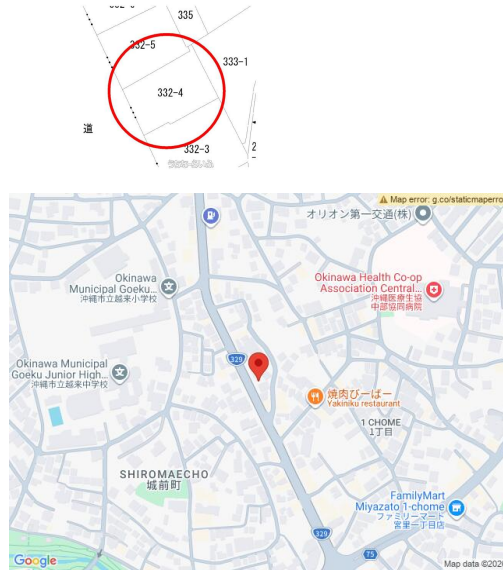 335
332-5
333-1
332-4
道
332-3
2
Map error: g.co/staticmaperro
オリオン第一交通(株)
Okinawa
Municipal Goeku...
沖縄市立越来小学校
Okinawa Health Co-op
Association Central...
沖縄医療生協
中部協同病院
329
Okinawa Municipal
Goeku Junior High...
沖縄市立越来中学校
焼肉びーばー
Yakiniku restaurant
1 CHOME
1丁目
SHIROMAECHO
城前町
FamilyMart
Miyazato 1-chome
ファミリーマート
宮里一丁目店
329
75
Google
Map data ©202